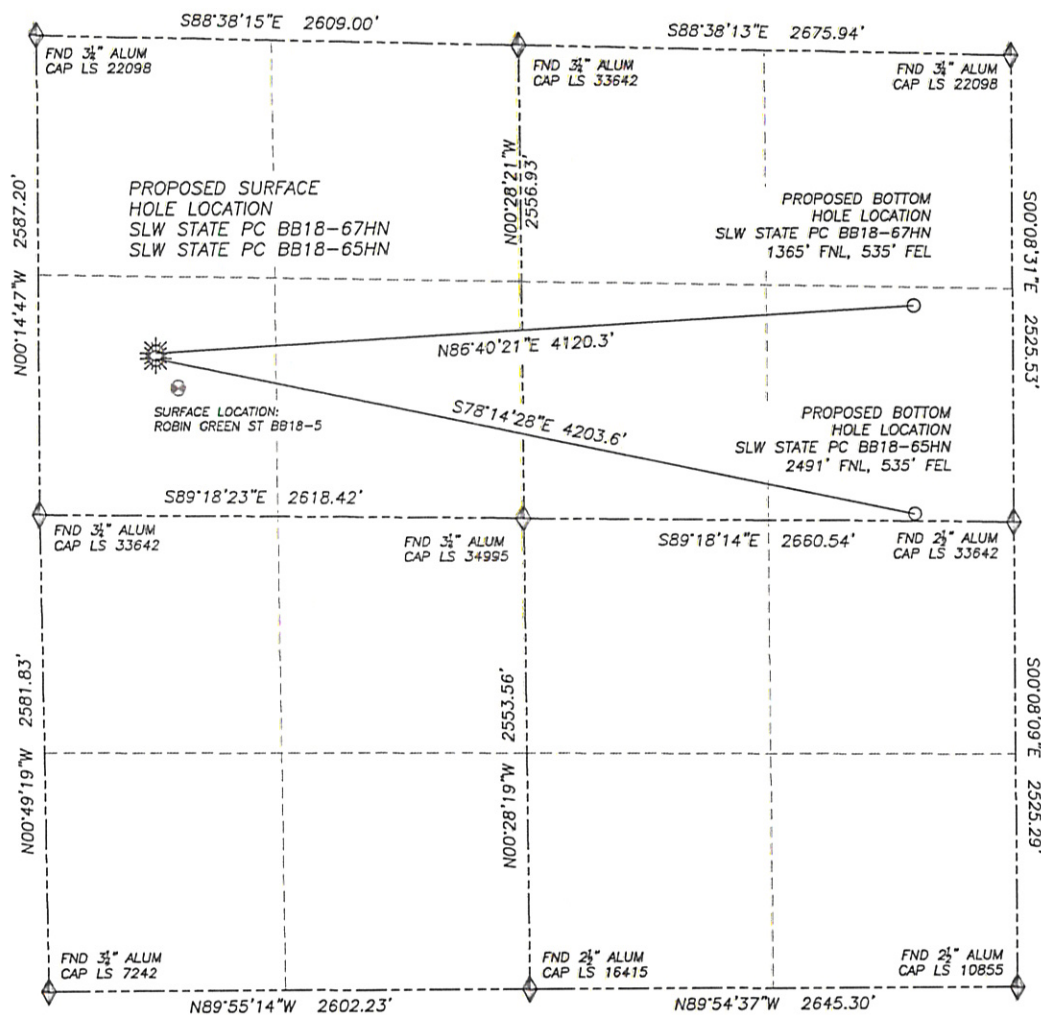 S88°38'15"E 2609.00'
S88°38'13"E 2675.94'
FND 3¼" ALUM
CAP LS 22098
FND 3¼" ALUM
CAP LS 33642
FND 3¼" ALUM
CAP LS 22098
N00°14'47"W 2587.20'
N00°28'21"W
2556.93'
S00°08'31"E 2525.53'
PROPOSED SURFACE
HOLE LOCATION
SLW STATE PC BB18-67HN
SLW STATE PC BB18-65HN
PROPOSED BOTTOM
HOLE LOCATION
SLW STATE PC BB18-67HN
1365' FNL, 535' FEL
N86°40'21"E 4120.3'
S78°14'28"E 4203.6'
SURFACE LOCATION:
ROBIN GREEN ST BB18-5
PROPOSED BOTTOM
HOLE LOCATION
SLW STATE PC BB18-65HN
2491' FNL, 535' FEL
S89°18'23"E 2618.42'
S89°18'14"E 2660.54'
FND 3¼" ALUM
CAP LS 33642
FND 3¼" ALUM
CAP LS 34995
FND 2½" ALUM
CAP LS 33642
N00°49'19"W 2581.83'
N00°28'19"W 2553.56'
S00°08'09"E 2525.29'
FND 3¼" ALUM
CAP LS 7242
FND 2½" ALUM
CAP LS 16415
FND 2½" ALUM
CAP LS 10855
N89°55'14"W 2602.23'
N89°54'37"W 2645.30'